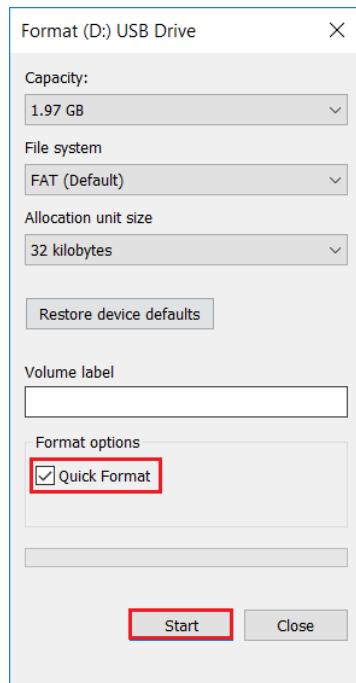 Format (D:) USB Drive
Capacity:
1.97 GB
File system
FAT (Default)
Allocation unit size
32 kilobytes
Restore device defaults
Volume label
Format options
Quick Format
Start Close